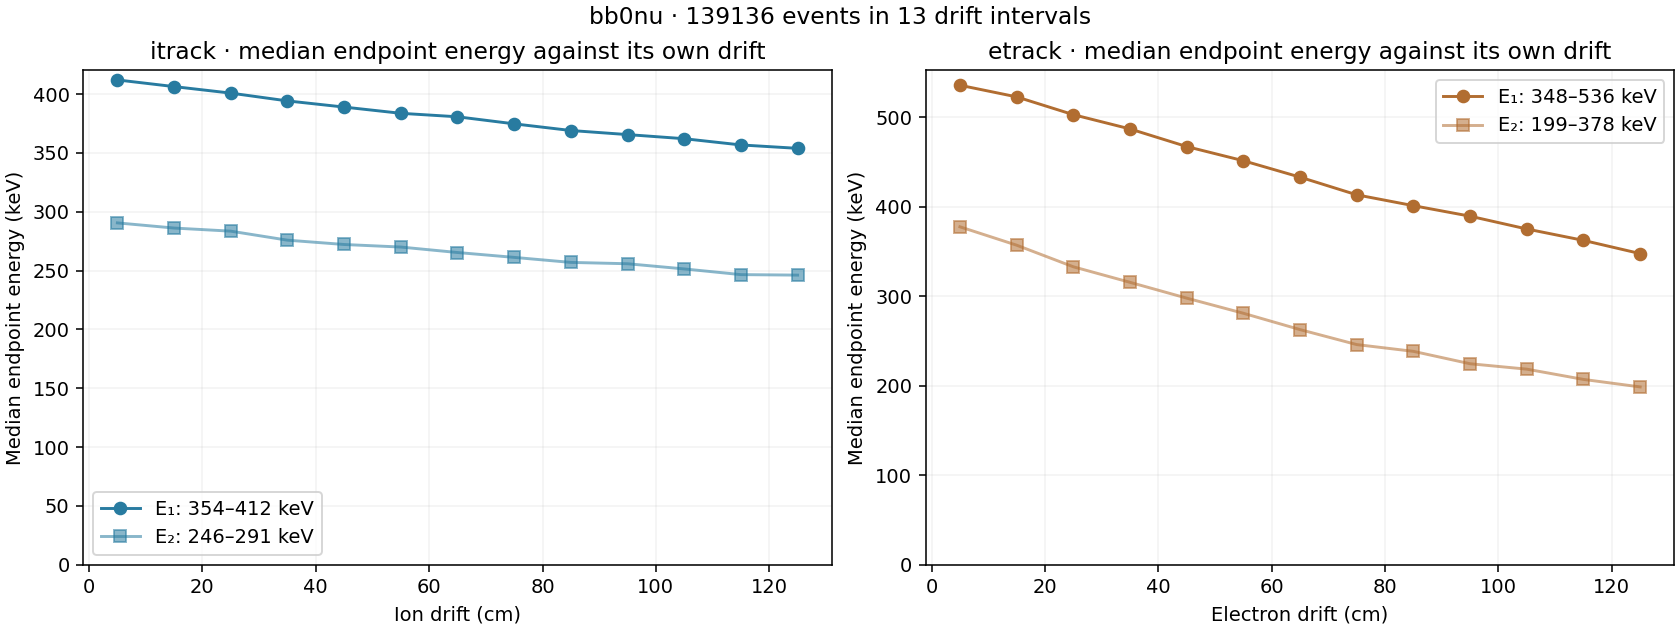 bb0nu · 139136 events in 13 drift intervals
itrack · median endpoint energy against its own drift
Median endpoint energy (keV)
400
350
300
250
200
150
100
50
0
E₁: 354–412 keV
E₂: 246–291 keV
0 20 40 60 80 100 120
Ion drift (cm)
etrack · median endpoint energy against its own drift
Median endpoint energy (keV)
500
400
300
200
100
0
E₁: 348–536 keV
E₂: 199–378 keV
0 20 40 60 80 100 120
Electron drift (cm)